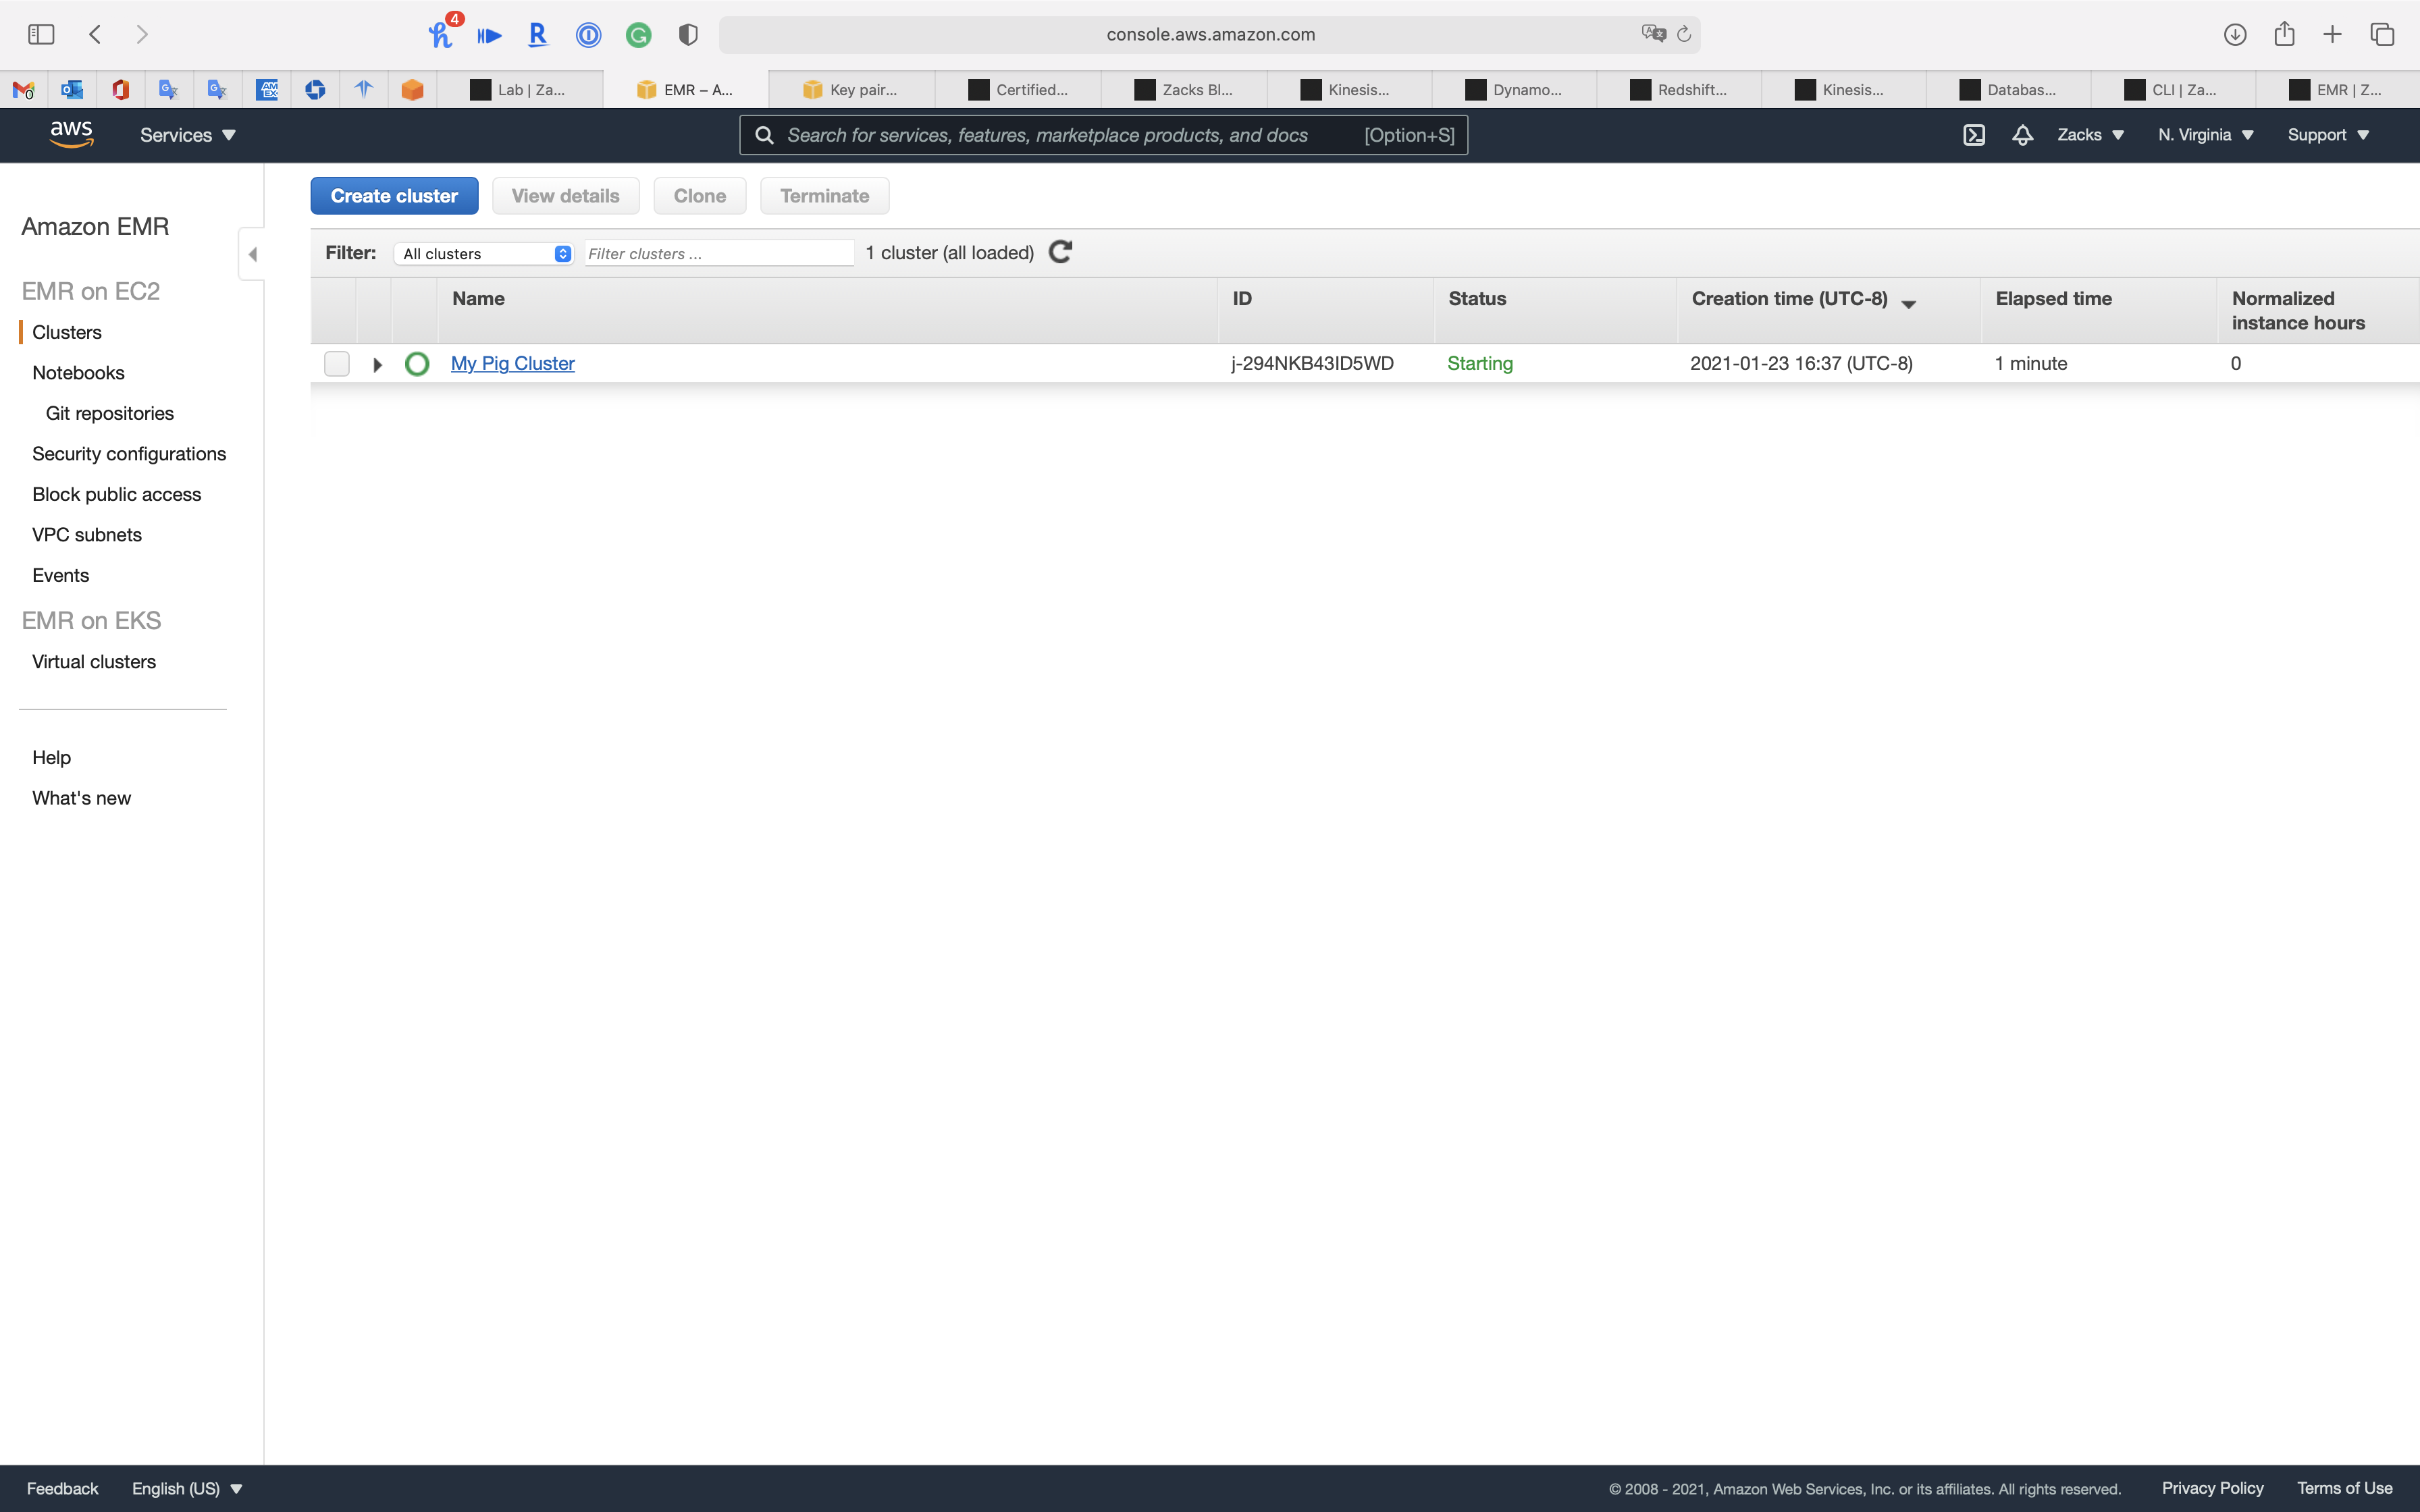 4
console.aws.amazon.com
Lab | Za...
EMR – A...
Key pair...
Certified...
Zacks Bl...
Kinesis...
Dynamo...
Redshift...
Kinesis...
Databas...
CLI | Za...
EMR | Z...
aws
Services
Search for services, features, marketplace products, and docs [Option+S]
Zacks
N. Virginia
Support
Amazon EMR
EMR on EC2
Clusters
Notebooks
Git repositories
Security configurations
Block public access
VPC subnets
Events
EMR on EKS
Virtual clusters
Help
What's new
Create cluster
View details
Clone
Terminate
Filter: All clusters Filter clusters ... 1 cluster (all loaded)
Name ID Status Creation time (UTC-8) Elapsed time Normalized
instance hours
My Pig Cluster j-294NKB43ID5WD Starting 2021-01-23 16:37 (UTC-8) 1 minute 0
Feedback English (US) © 2008 - 2021, Amazon Web Services, Inc. or its affiliates. All rights reserved. Privacy Policy Terms of Use